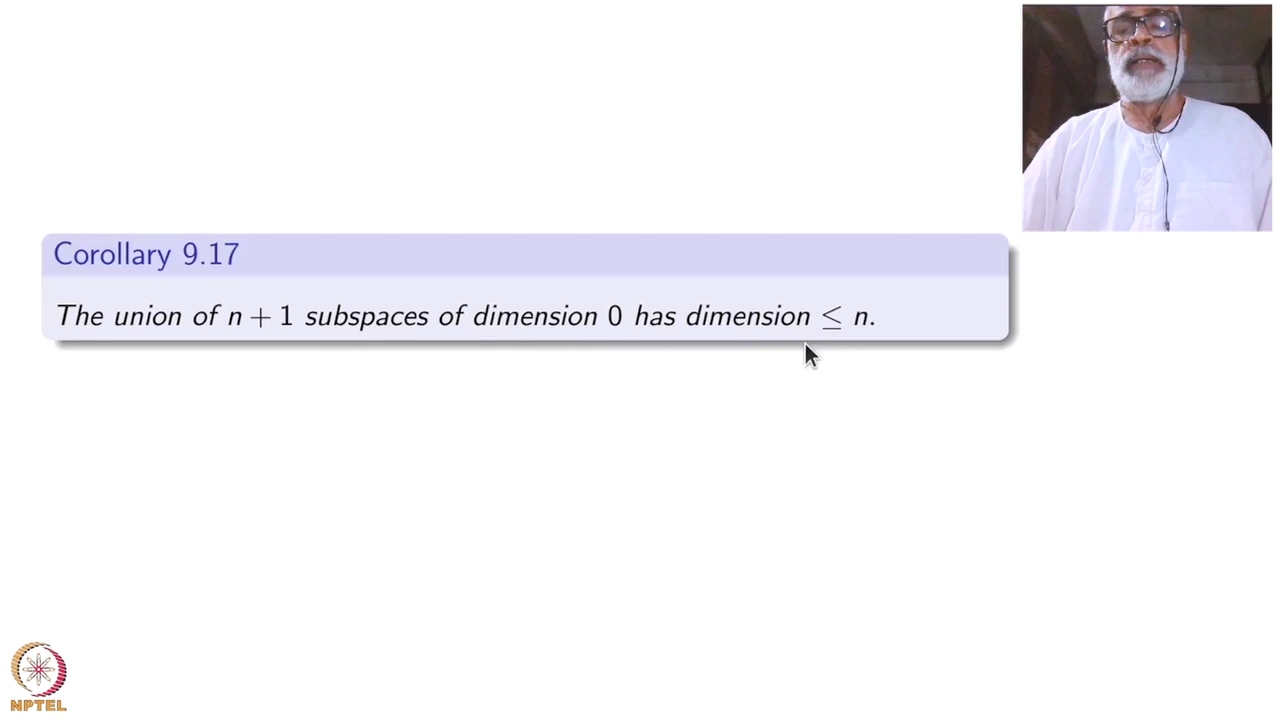 Corollary 9.17
The union of n + 1 subspaces of dimension 0 has dimension ≤ n.
NPTEL